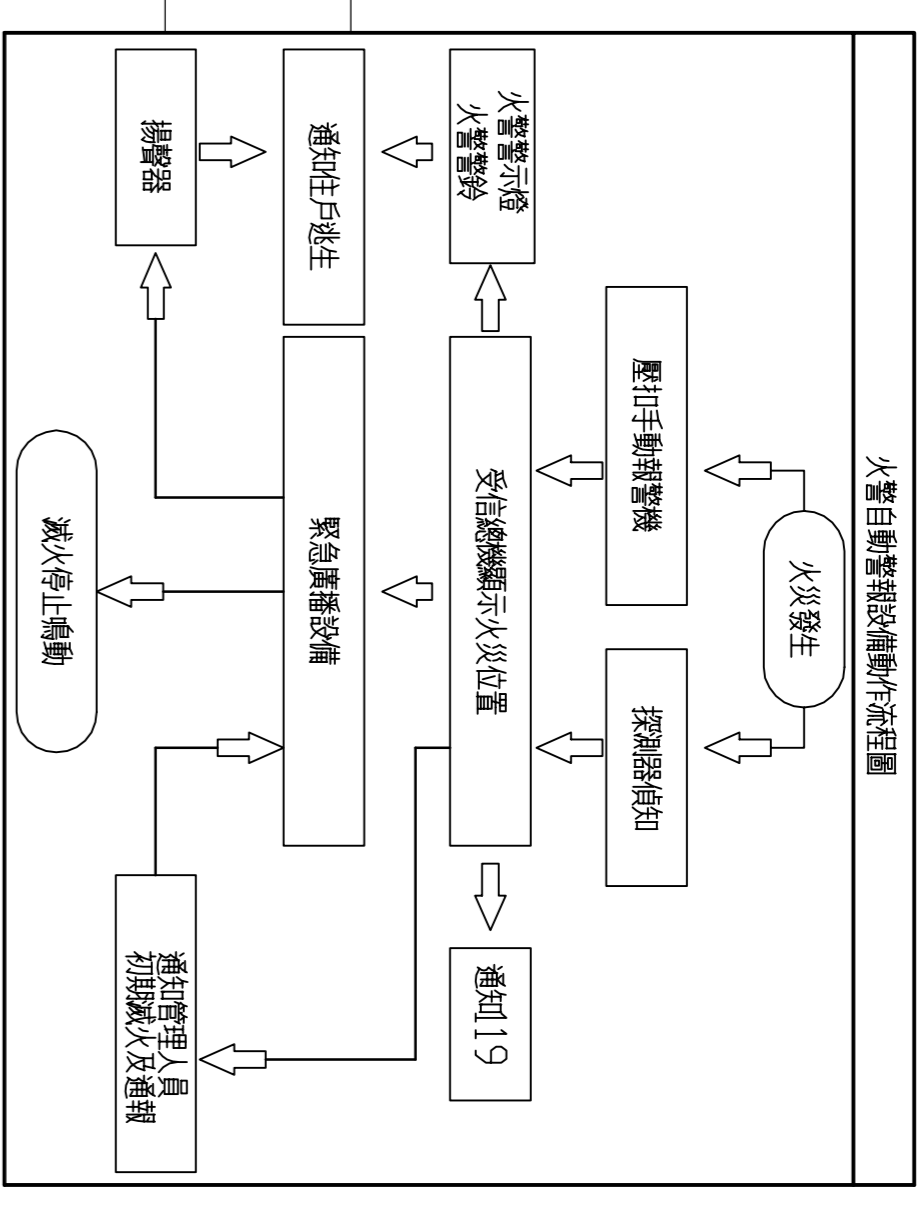 火警自動警報設備動作流程圖
火災發生
壓扣手動報警機
探測器偵知
火警警示燈
火警警鈴
受信總機顯示火災位置
通知119
通知住戶逃生
緊急廣播設備
揚聲器
通知管理人員
初期滅火及通報
滅火停止鳴動